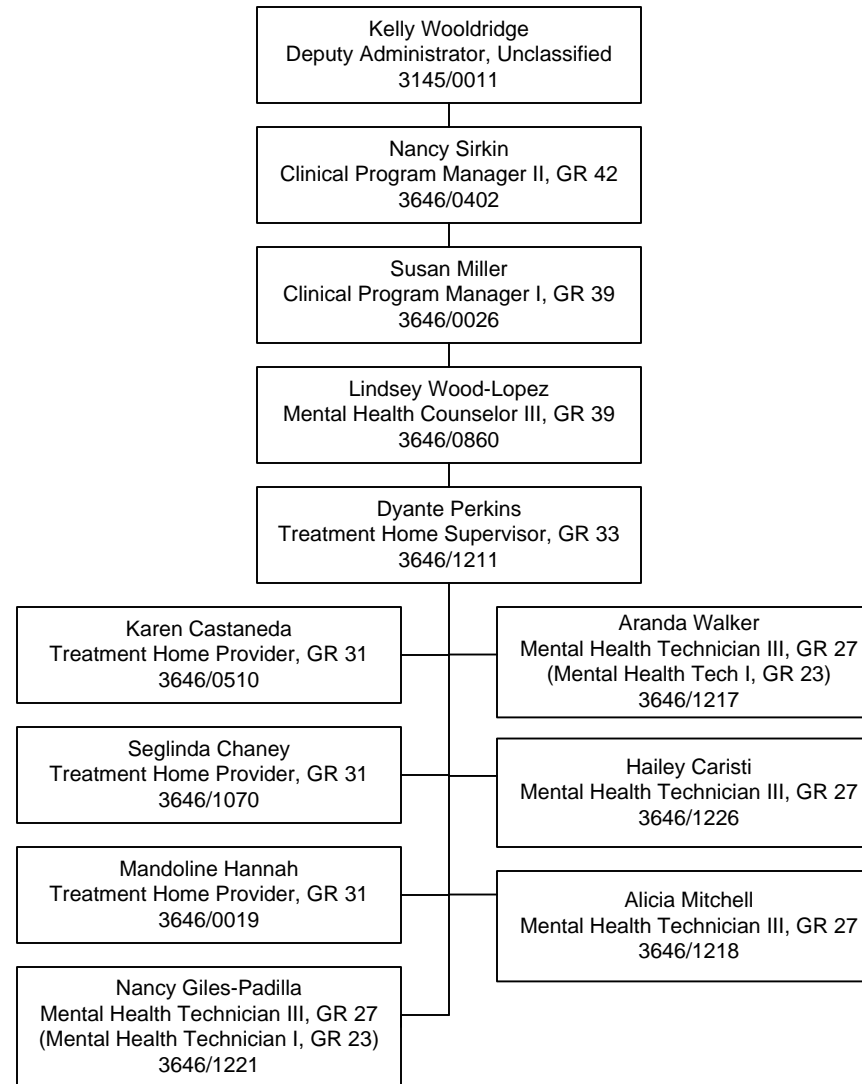 Kelly Wooldridge
Deputy Administrator, Unclassified
3145/0011
Nancy Sirkin
Clinical Program Manager II, GR 42
3646/0402
Susan Miller
Clinical Program Manager I, GR 39
3646/0026
Lindsey Wood-Lopez
Mental Health Counselor III, GR 39
3646/0860
Dyante Perkins
Treatment Home Supervisor, GR 33
3646/1211
Karen Castaneda
Treatment Home Provider, GR 31
3646/0510
Aranda Walker
Mental Health Technician III, GR 27
(Mental Health Tech I, GR 23)
3646/1217
Seglinda Chaney
Treatment Home Provider, GR 31
3646/1070
Hailey Caristi
Mental Health Technician III, GR 27
3646/1226
Mandoline Hannah
Treatment Home Provider, GR 31
3646/0019
Alicia Mitchell
Mental Health Technician III, GR 27
3646/1218
Nancy Giles-Padilla
Mental Health Technician III, GR 27
(Mental Health Technician I, GR 23)
3646/1221